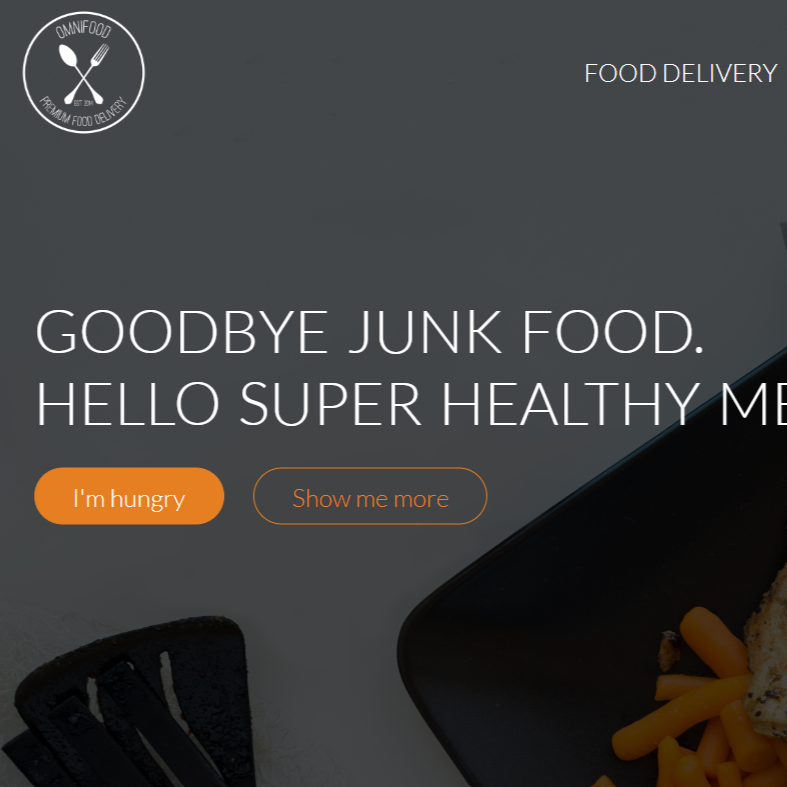 OMNIFOOD
EST 2014
PREMIUM FOOD DELIVERY
FOOD DELIVERY
GOODBYE JUNK FOOD.
HELLO SUPER HEALTHY ME
I'm hungry
Show me more